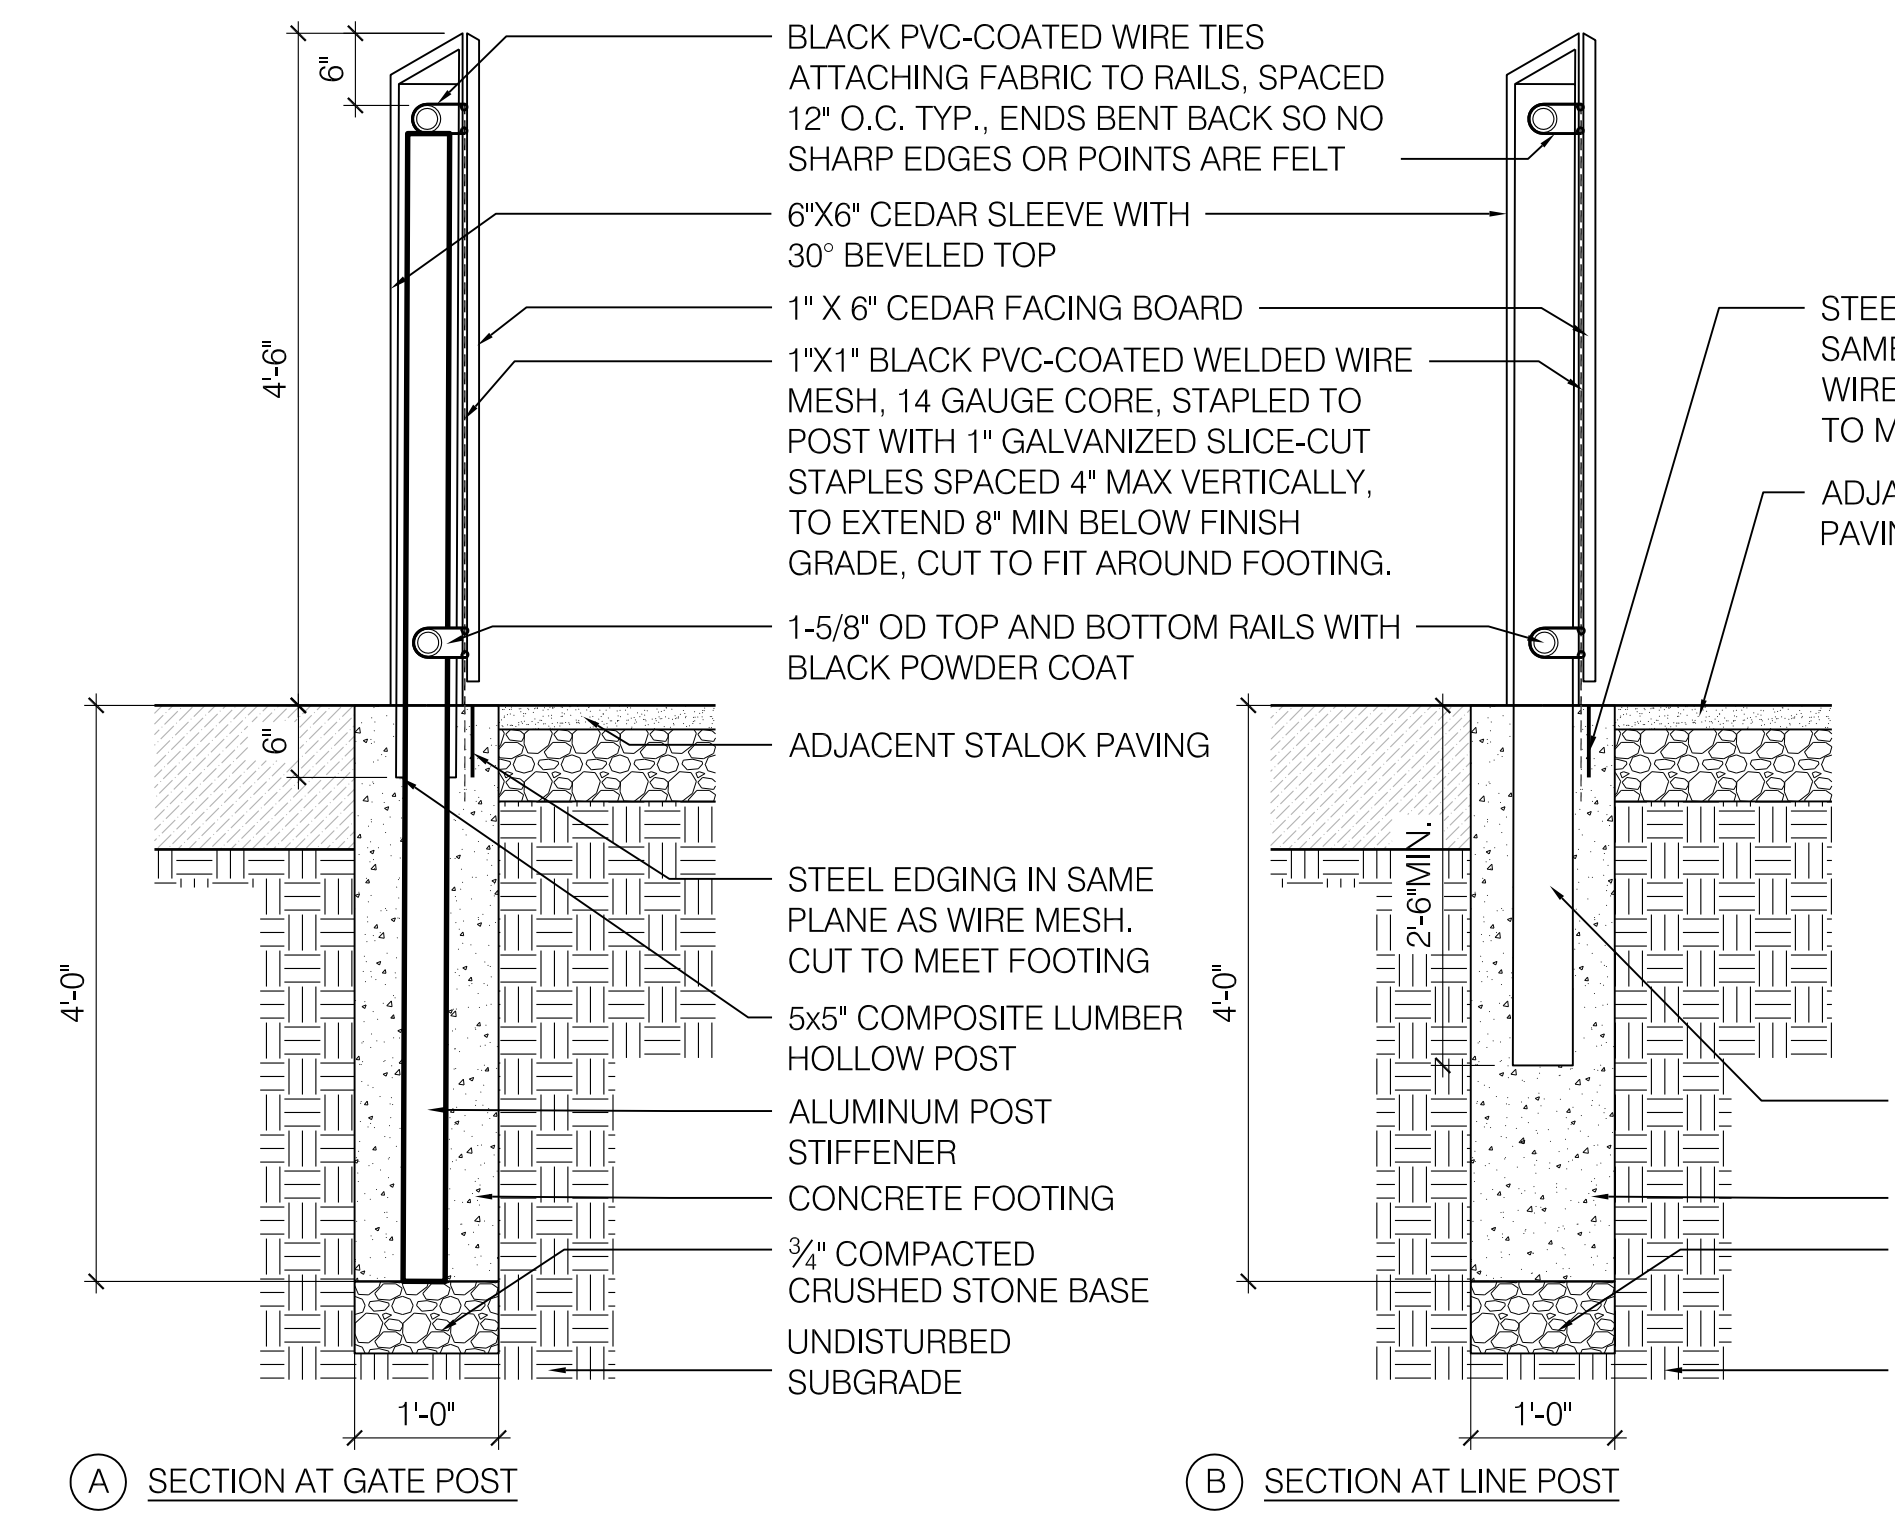 BLACK PVC-COATED WIRE TIES
ATTACHING FABRIC TO RAILS, SPACED
12" O.C. TYP., ENDS BENT BACK SO NO
SHARP EDGES OR POINTS ARE FELT
6"X6" CEDAR SLEEVE WITH
30° BEVELED TOP
1" X 6" CEDAR FACING BOARD
1"X1" BLACK PVC-COATED WELDED WIRE
MESH, 14 GAUGE CORE, STAPLED TO
POST WITH 1" GALVANIZED SLICE-CUT
STAPLES SPACED 4" MAX VERTICALLY,
TO EXTEND 8" MIN BELOW FINISH
GRADE, CUT TO FIT AROUND FOOTING.
1-5/8" OD TOP AND BOTTOM RAILS WITH
BLACK POWDER COAT
ADJACENT STALOK PAVING
STEEL EDGING IN SAME
PLANE AS WIRE MESH.
CUT TO MEET FOOTING
5x5" COMPOSITE LUMBER
HOLLOW POST
ALUMINUM POST
STIFFENER
CONCRETE FOOTING
¾" COMPACTED
CRUSHED STONE BASE
UNDISTURBED
SUBGRADE
6"
4'-6"
6"
4'-0"
1'-0"
A SECTION AT GATE POST
STEE
SAME
WIRE
TO M
ADJA
PAVIN
2'-6"MIN.
4'-0"
1'-0"
B SECTION AT LINE POST